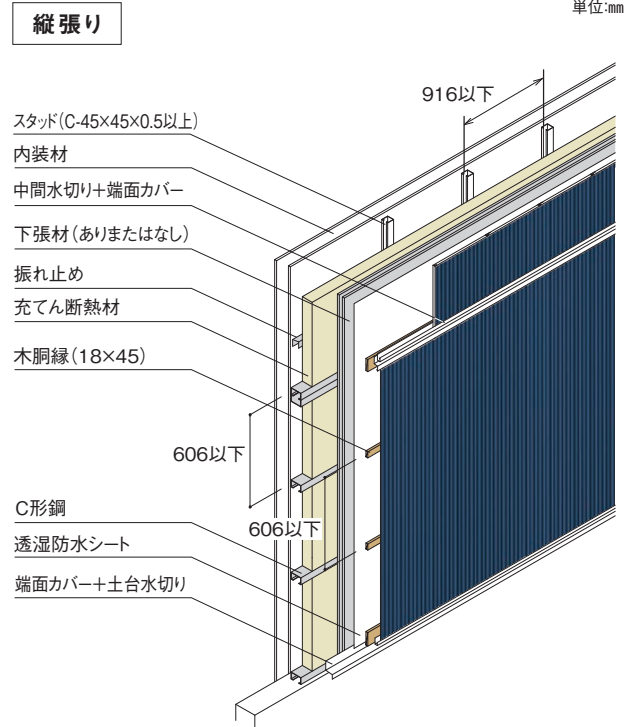 単位:㎜
縦張り
916以下
スタッド(C-45×45×0.5以上)
内装材
中間水切り+端面カバー
下張材(ありまたはなし)
振れ止め
充てん断熱材
木胴縁(18×45)
606以下
606以下
C形鋼
透湿防水シート
端面カバー+土台水切り